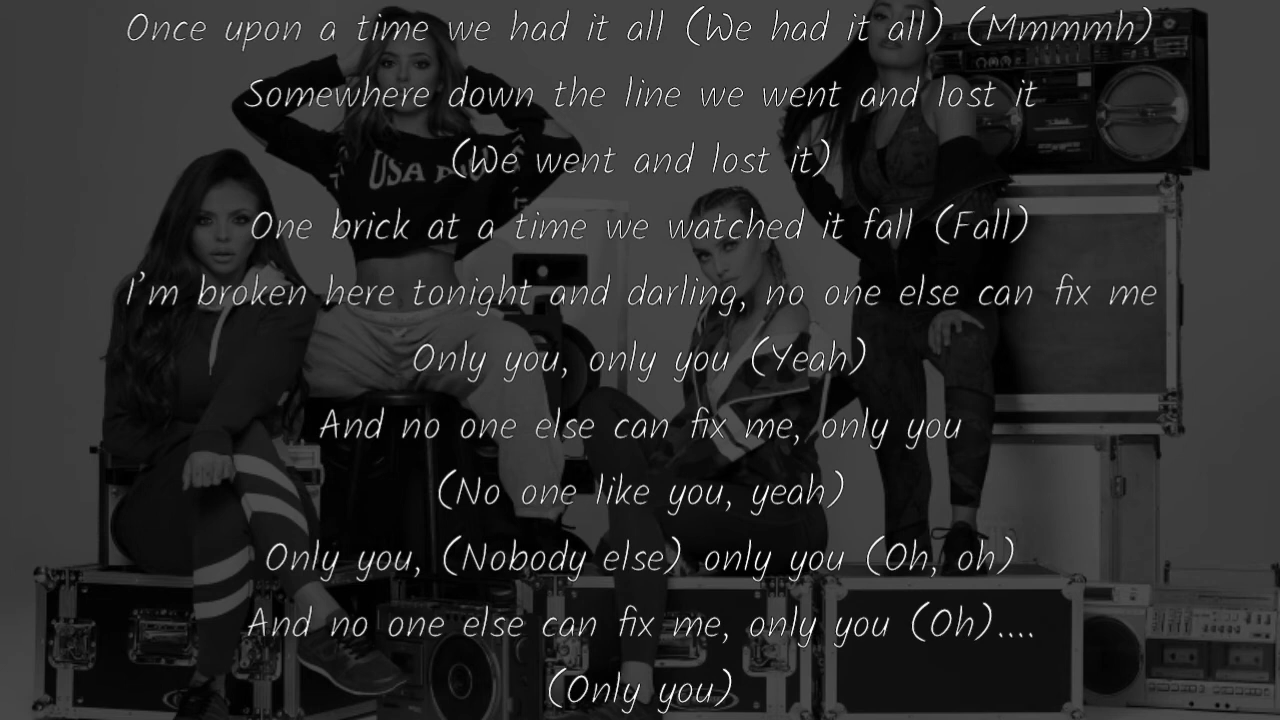 Once upon a time we had it all (We had it all) (Mmmmmh)
Somewhere down the line we went and lost it
(We went and lost it)
One brick at a time we watched it fall (Fall)
I'm broken here tonight and darling, no one else can fix me
Only you, only you (Yeah)
And no one else can fix me, only you
(No one like you, yeah)
Only you, (Nobody else) only you (Oh, oh)
And no one else can fix me, only you (Oh)....
(Only you)
USA